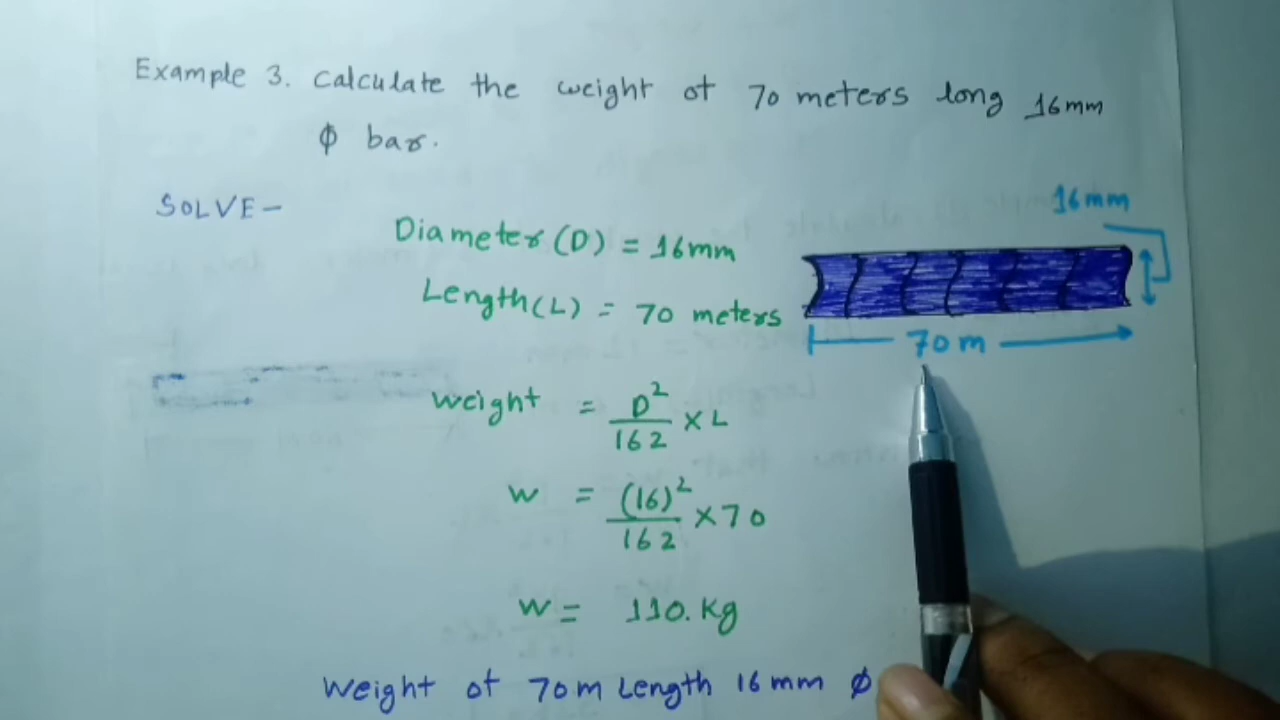 Example 3. Calculate the weight of 70 meters long 16mm
φ bar.
SOLVE-
16mm
Diameter (D) = 16mm
Length (L) = 70 meters
70m
Weight = D²/162 × L
W = (16)²/162 × 70
W = 110.Kg
Weight of 70m Length 16mm φ